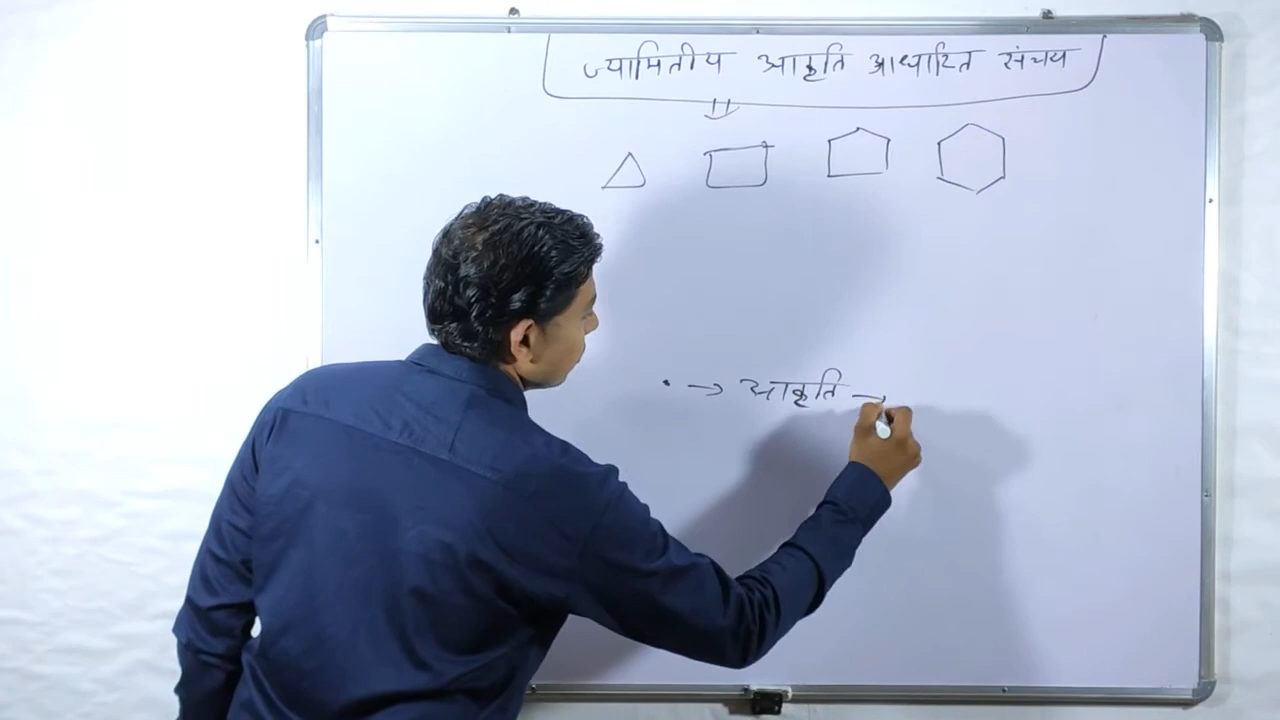 ज्यामितीय आकृति आधारित संचय
• → आकृति →